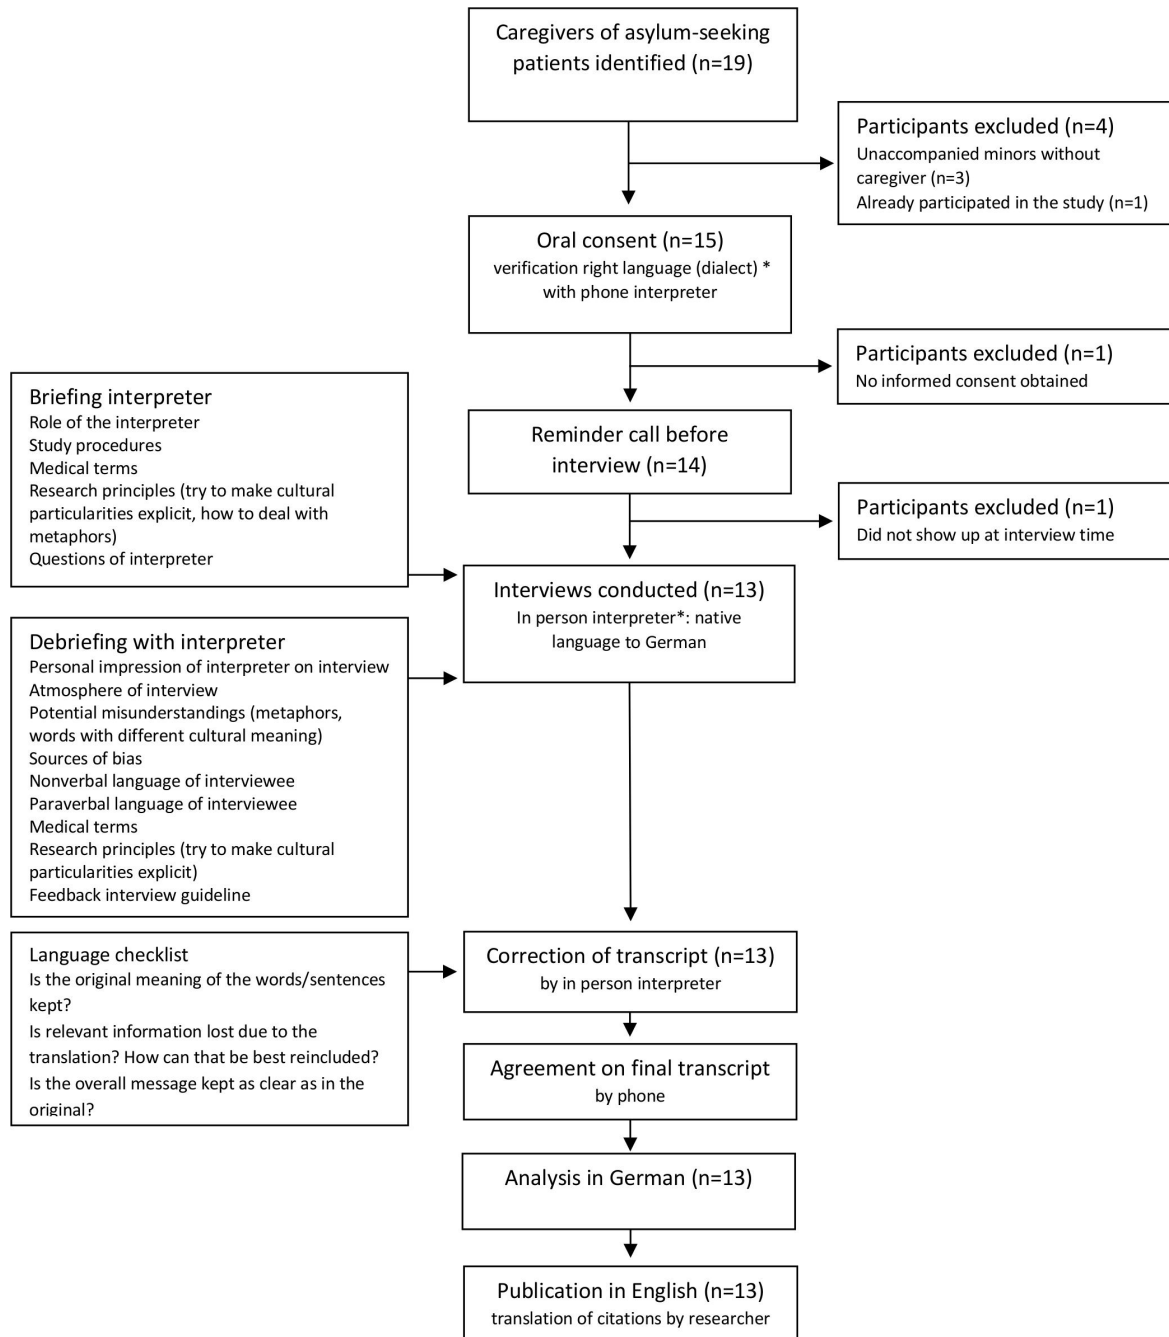 Caregivers of asylum-seeking
patients identified (n=19)
Participants excluded (n=4)
Unaccompanied minors without
caregiver (n=3)
Already participated in the study (n=1)
Oral consent (n=15)
verification right language (dialect) *
with phone interpreter
Participants excluded (n=1)
No informed consent obtained
Reminder call before
interview (n=14)
Participants excluded (n=1)
Did not show up at interview time
Briefing interpreter
Role of the interpreter
Study procedures
Medical terms
Research principles (try to make cultural
particularities explicit, how to deal with
metaphors)
Questions of interpreter
Interviews conducted (n=13)
In person interpreter*: native
language to German
Debriefing with interpreter
Personal impression of interpreter on interview
Atmosphere of interview
Potential misunderstandings (metaphors,
words with different cultural meaning)
Sources of bias
Nonverbal language of interviewee
Paraverbal language of interviewee
Medical terms
Research principles (try to make cultural
particularities explicit)
Feedback interview guideline
Language checklist
Is the original meaning of the words/sentences
kept?
Is relevant information lost due to the
translation? How can that be best reincluded?
Is the overall message kept as clear as in the
original?
Correction of transcript (n=13)
by in person interpreter
Agreement on final transcript
by phone
Analysis in German (n=13)
Publication in English (n=13)
translation of citations by researcher